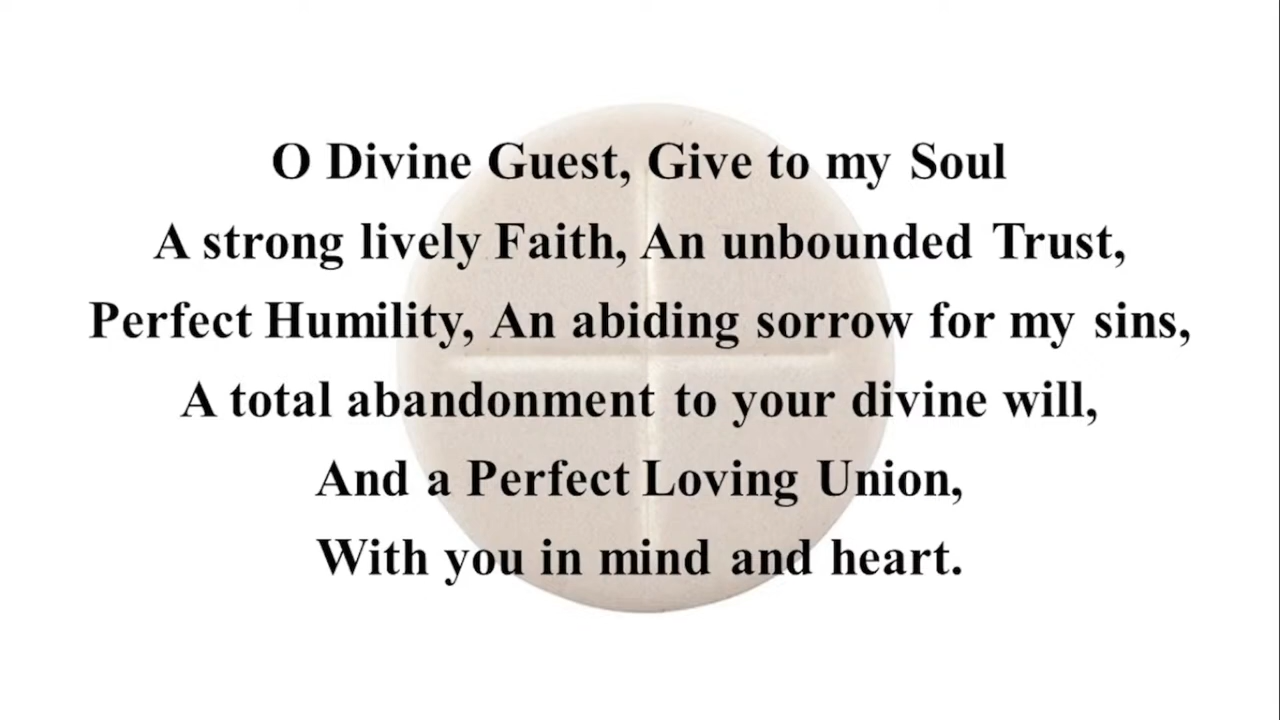 O Divine Guest, Give to my Soul
A strong lively Faith, An unbounded Trust,
Perfect Humility, An abiding sorrow for my sins,
A total abandonment to your divine will,
And a Perfect Loving Union,
With you in mind and heart.